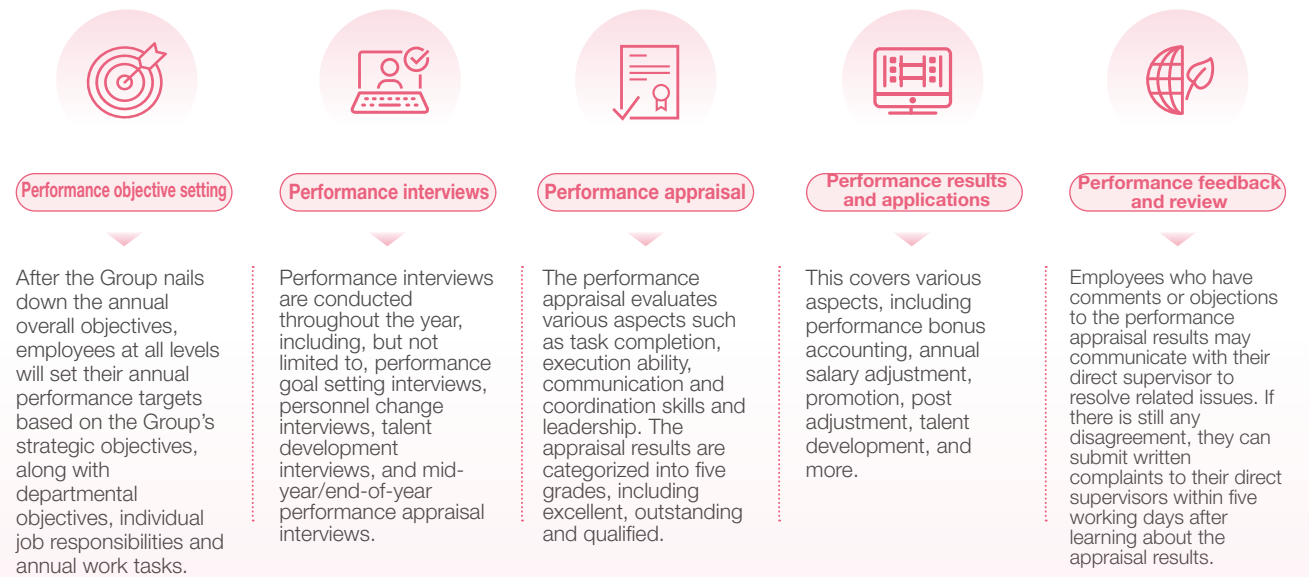 Performance objective setting
After the Group nails
down the annual
overall objectives,
employees at all levels
will set their annual
performance targets
based on the Group's
strategic objectives,
along with
departmental
objectives, individual
job responsibilities and
annual work tasks.
Performance interviews
Performance interviews
are conducted
throughout the year,
including, but not
limited to, performance
goal setting interviews,
personnel change
interviews, talent
development
interviews, and mid-
year/end-of-year
performance appraisal
interviews.
Performance appraisal
The performance
appraisal evaluates
various aspects such
as task completion,
execution ability,
communication and
coordination skills and
leadership. The
appraisal results are
categorized into five
grades, including
excellent, outstanding
and qualified.
Performance results
and applications
This covers various
aspects, including
performance bonus
accounting, annual
salary adjustment,
promotion, post
adjustment, talent
development, and
more.
Performance feedback
and review
Employees who have
comments or objections
to the performance
appraisal results may
communicate with their
direct supervisor to
resolve related issues. If
there is still any
disagreement, they can
submit written
complaints to their direct
supervisors within five
working days after
learning about the
appraisal results.